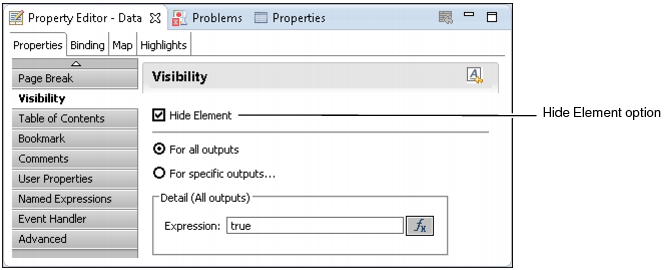 Property Editor - Data Problems Properties
Properties Binding Map Highlights
Page Break
Visibility
Table of Contents
Bookmark
Comments
User Properties
Named Expressions
Event Handler
Advanced
Visibility
Hide Element
For all outputs
For specific outputs...
Detail (All outputs)
Expression: true fx
Hide Element option